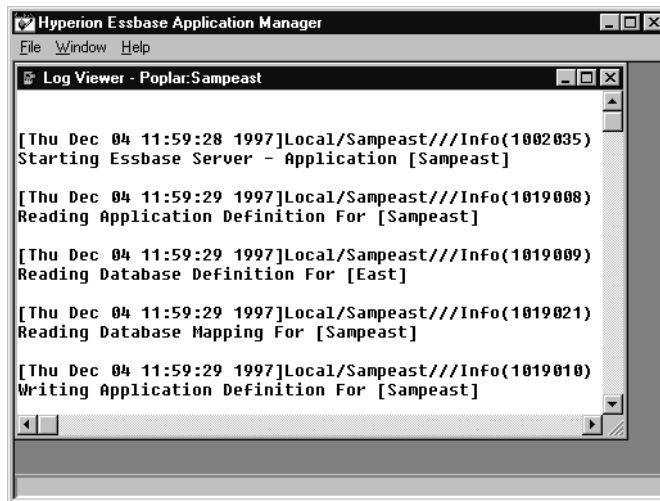 Hyperion Essbase Application Manager
File Window Help
Log Viewer - Poplar:Sampeast
[Thu Dec 04 11:59:28 1997]Local/Sampeast///Info(1002035)
Starting Essbase Server - Application [Sampeast]
[Thu Dec 04 11:59:29 1997]Local/Sampeast///Info(1019008)
Reading Application Definition For [Sampeast]
[Thu Dec 04 11:59:29 1997]Local/Sampeast///Info(1019009)
Reading Database Definition For [East]
[Thu Dec 04 11:59:29 1997]Local/Sampeast///Info(1019021)
Reading Database Mapping For [Sampeast]
[Thu Dec 04 11:59:29 1997]Local/Sampeast///Info(1019010)
Writing Application Definition For [Sampeast]